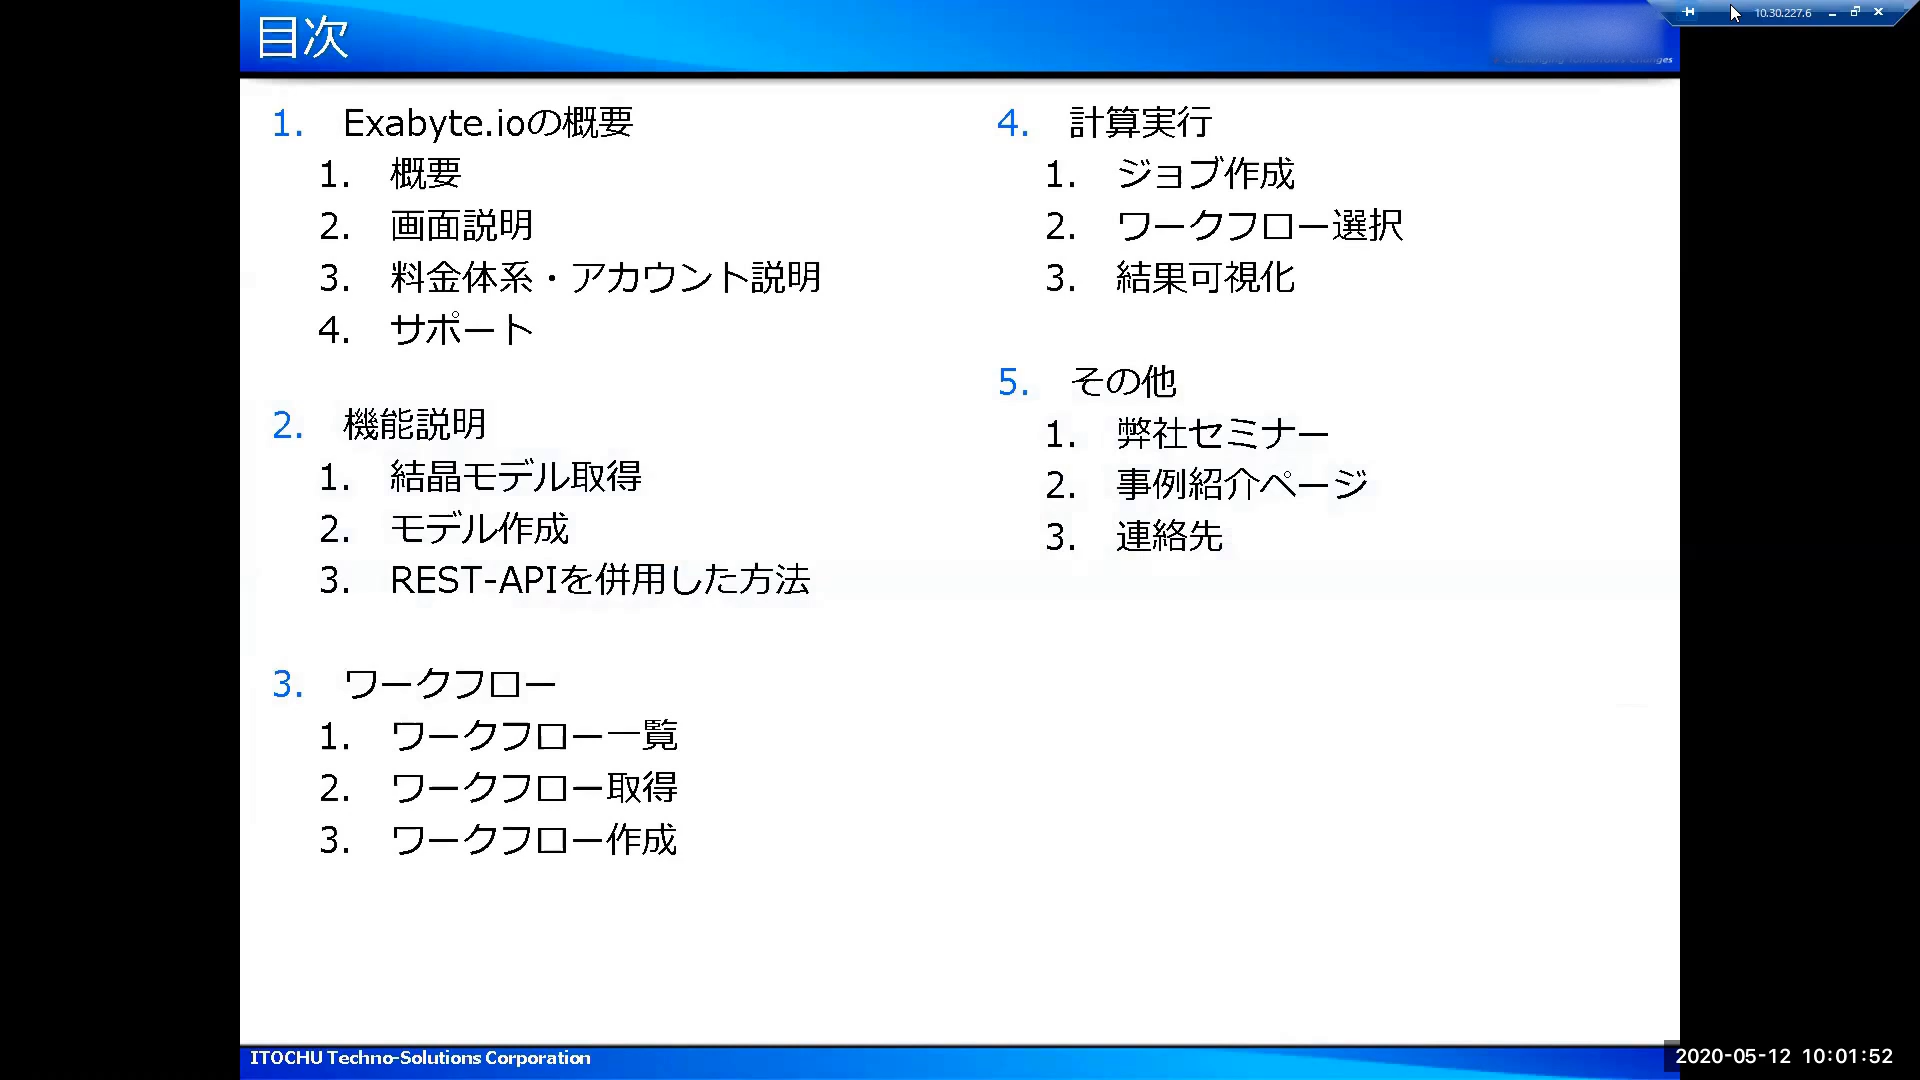 目次
10.30.227.6
1. Exabyte.ioの概要
1. 概要
2. 画面説明
3. 料金体系・アカウント説明
4. サポート
2. 機能説明
1. 結晶モデル取得
2. モデル作成
3. REST-APIを併用した方法
3. ワークフロー
1. ワークフロー一覧
2. ワークフロー取得
3. ワークフロー作成
4. 計算実行
1. ジョブ作成
2. ワークフロー選択
3. 結果可視化
5. その他
1. 弊社セミナー
2. 事例紹介ページ
3. 連絡先
ITOCHU Techno-Solutions Corporation
2020-05-12 10:01:52